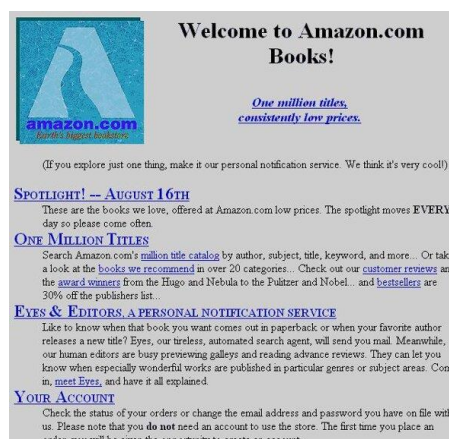 Welcome to Amazon.com
Books!
amazon.com
Earth's biggest bookstore
One million titles,
consistently low prices.
(If you explore just one thing, make it our personal notification service. We think it's very cool!)
SPOTLIGHT! -- AUGUST 16TH
These are the books we love, offered at Amazon.com low prices. The spotlight moves EVERY
day so please come often.
ONE MILLION TITLES
Search Amazon.com's million title catalog by author, subject, title, keyword, and more... Or
a look at the books we recommend in over 20 categories... Check out our customer reviews
the award winners from the Hugo and Nebula to the Pulitzer and Nobel... and bestsellers are
30% off the publishers list...
EYES & EDITORS, A PERSONAL NOTIFICATION SERVICE
Like to know when that book you want comes out in paperback or when your favorite author
releases a new title? Eyes, our tireless, automated search agent, will send you mail. Meanwhile,
our human editors are busy previewing galleys and reading advance reviews. They can let you
know when especially wonderful works are published in particular genres or subject areas.
in, meet Eyes, and have it all explained.
YOUR ACCOUNT
Check the status of your orders or change the email address and password you have on file
us. Please note that you do not need an account to use the store. The first time you place an